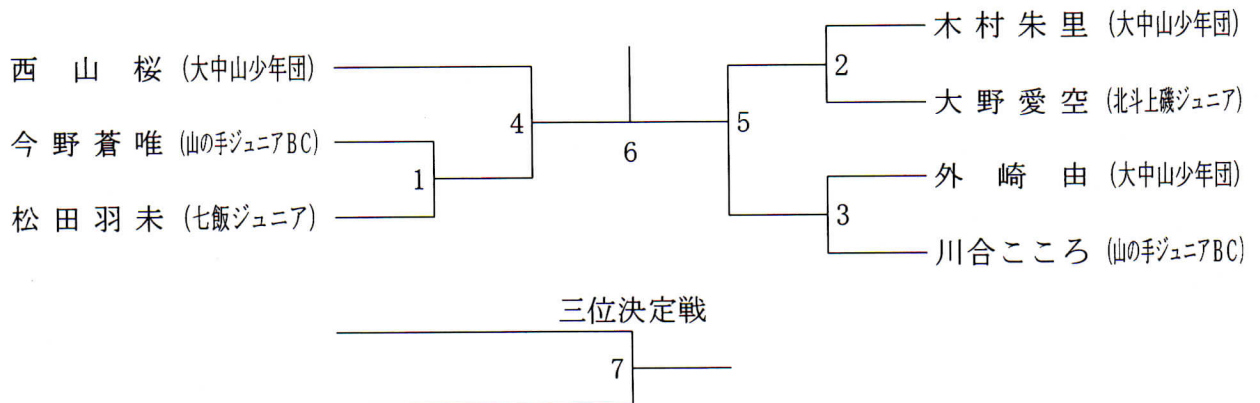 西山桜 (大中山少年団)
今野蒼唯 (山の手ジュニアBC)
松田羽未 (七飯ジュニア)
1
4
6
5
2
3
木村朱里 (大中山少年団)
大野愛空 (北斗上磯ジュニア)
外崎由 (大中山少年団)
川合こころ (山の手ジュニアBC)
三位決定戦
7